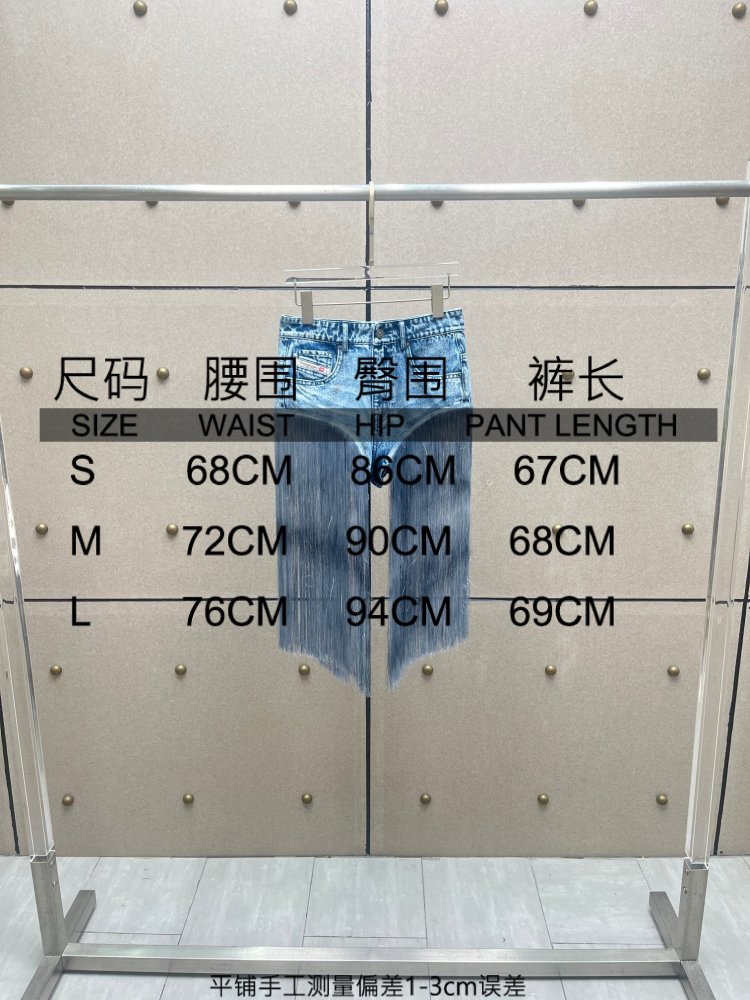 尺码 腰围 臀围 裤长
SIZE WAIST HIP PANT LENGTH
S 68CM 86CM 67CM
M 72CM 90CM 68CM
L 76CM 94CM 69CM
平铺手工测量偏差1-3cm误差